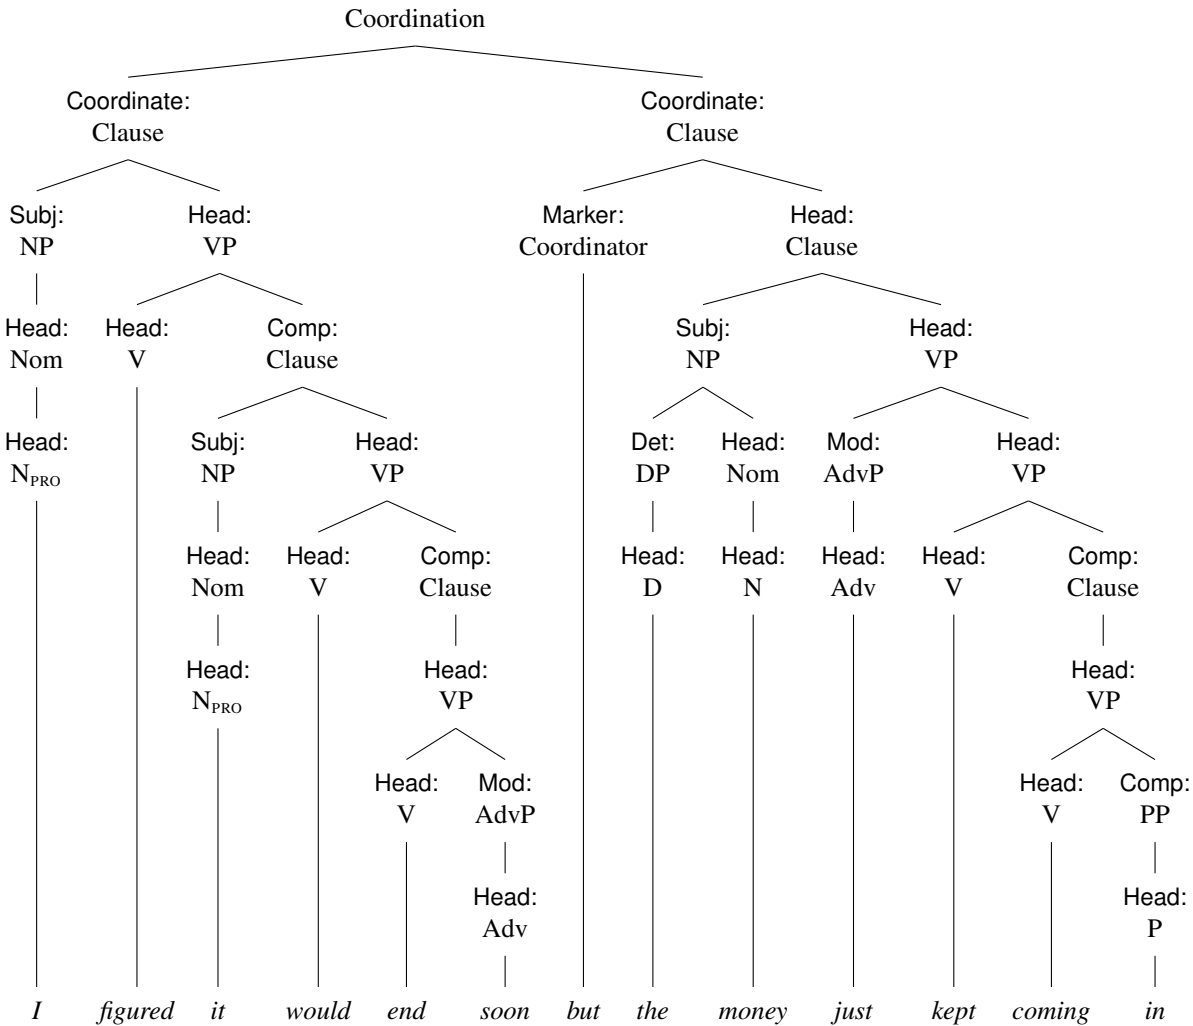 Coordination
Coordinate: Coordinate:
Clause Clause
Subj: Head: Marker: Head:
NP VP Coordinator Clause
Head: Head: Comp: Subj: Head:
Nom V Clause NP VP
Head: Subj: Head: Det: Head: Mod: Head:
N_PRO NP VP DP Nom AdvP VP
Head: Head: Comp: Head: Head: Head: Head: Comp:
Nom V Clause D N Adv V Clause
Head: Head: Head:
N_PRO VP VP
Head: Mod: Head: Comp:
V AdvP V PP
Head: Head:
Adv P
I figured it would end soon but the money just kept coming in